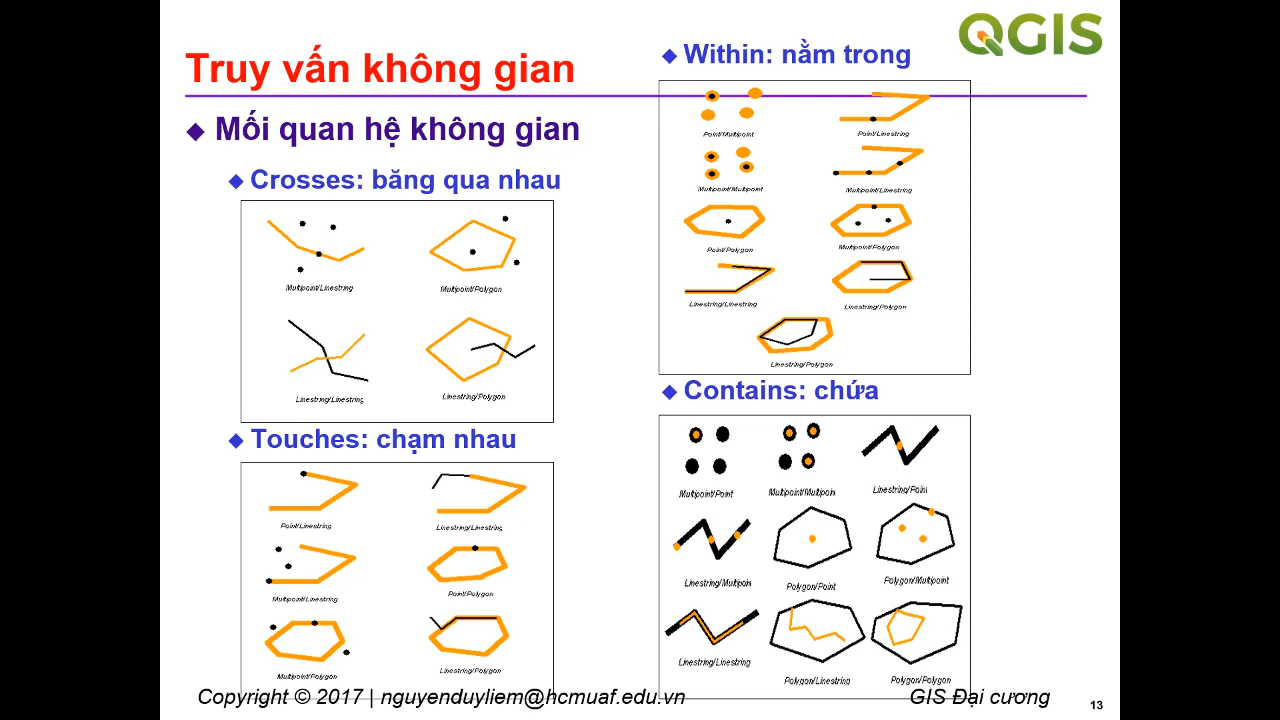 QGIS
Truy vấn không gian
◆ Mối quan hệ không gian
◆ Crosses: băng qua nhau
Multipoint/Linestring
Multipoint/Polygon
Linestring/Linestring
Linestring/Polygon
◆ Touches: chạm nhau
Point/Linestring
Linestring/Linestring
Multipoint/Linestring
Point/Polygon
Multipoint/Polygon
Linestring/Polygon
◆ Within: nằm trong
Point/Multipoint
Point/Linestring
Multipoint/Multipoint
Multipoint/Linestring
Point/Polygon
Multipoint/Polygon
Linestring/Linestring
Linestring/Polygon
Linestring/Polygon
◆ Contains: chứa
Multipoint/Point
Multipoint/Multipoin
Linestring/Point
Linestring/Multipoin
Polygon/Point
Polygon/Multipoint
Linestring/Linestring
Polygon/Linestring
Polygon/Polygon
Copyright © 2017 | nguyenduyliem@hcmuaf.edu.vn
GIS Đại cương
13